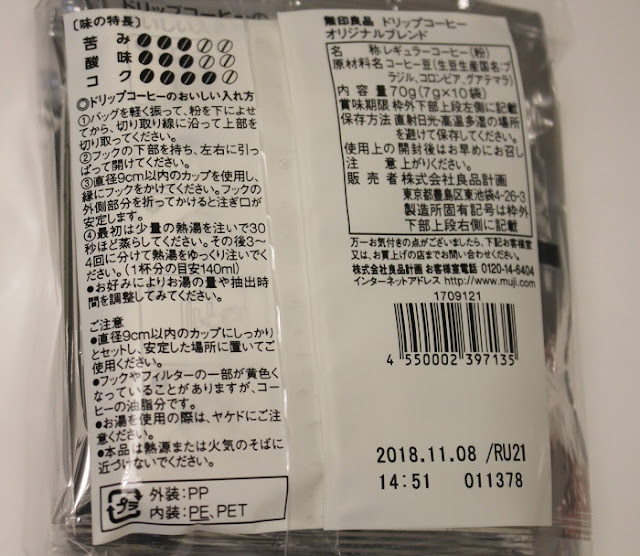 ドリップコーヒーの
おいしい入れ方
〔味の特長〕
苦み
酸味
コク
◎ドリップコーヒーのおいしい入れ方
①バッグを軽く振って、粉を下によせ
てから、切り取り線に沿って上部を
切り取ってください。
②フックの下部を持ち、左右に引っ
ぱって開けてください。
③直径9cm以内のカップを使用し、
縁にフックをかけてください。フックの
外側部分を折ってかけると注ぎ口が
安定します。
④最初は少量の熱湯を注いで30
秒ほど蒸らしてください。その後3〜
4回に分けて熱湯をゆっくり注いでくだ
さい。(1杯分の目安140ml)
●お好みによりお湯の量や抽出時
間を調整してみてください。
ご注意
●直径9cm以内のカップにしっかり
とセットし、安定した場所に置いてご
使用ください。
●フックやフィルターの一部が黄色く
なっていることがありますが、コー
ヒーの油脂分です。
●お湯を使用の際は、ヤケドにご注
意ください。
●本品は熱源または火気のそばに
近づけないでください。
プラ
外装:PP
内装:PE、PET
無印良品 ドリップコーヒー
オリジナルブレンド
名称 レギュラーコーヒー(粉)
原材料名 コーヒー豆(生豆生産国名:ブ
ラジル、コロンビア、グアテマラ)
内容量 70g(7g×10袋)
賞味期限 枠外下部上段左側に記載
保存方法 直射日光・高温多湿の場所
を避けて保存してください。
使用上の 開封後はお早めにお召し
注意 上がりください。
販売者 株式会社良品計画
東京都豊島区東池袋4-26-3
製造所固有記号は枠外
下部上段右側に記載
万一お気付きの点がございましたら、下記お客様室
又は、お買上げの店までお問い合わせください。
株式会社良品計画 お客様室電話 0120-14-6404
インターネットアドレス http://www.muji.com
1709121
4 550002 397135
2018.11.08 /RU21
14:51 011378